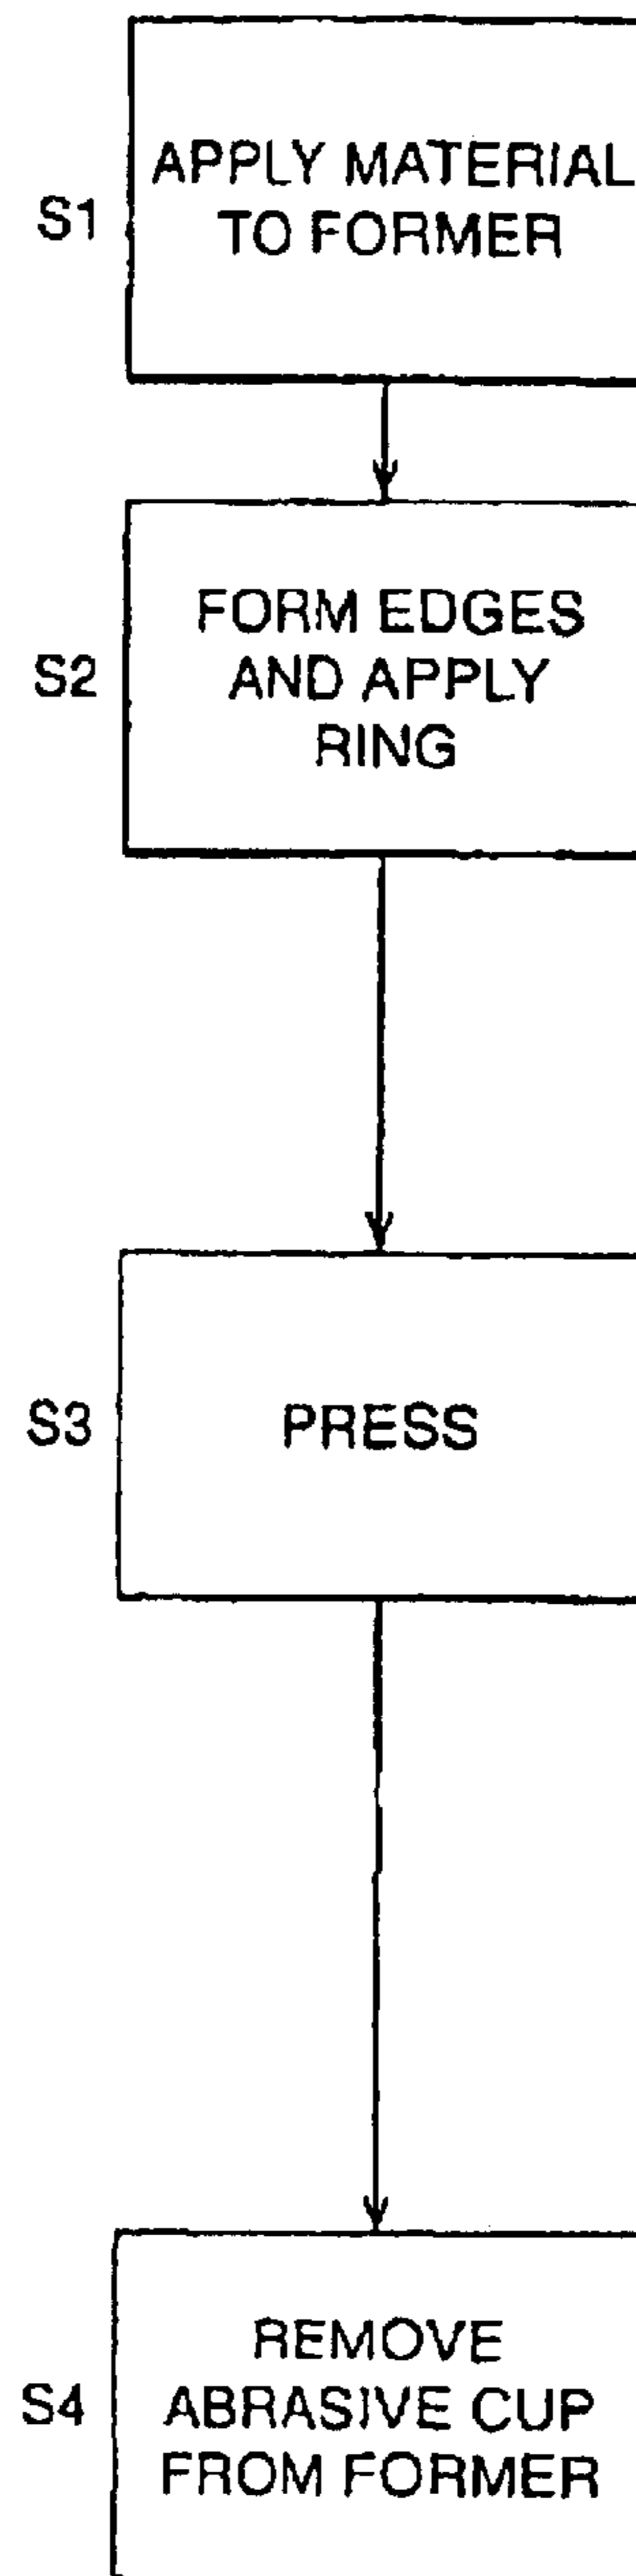 S1
APPLY MATERIAL
TO FORMER
S2
FORM EDGES
AND APPLY
RING
S3
PRESS
S4
REMOVE
ABRASIVE CUP
FROM FORMER